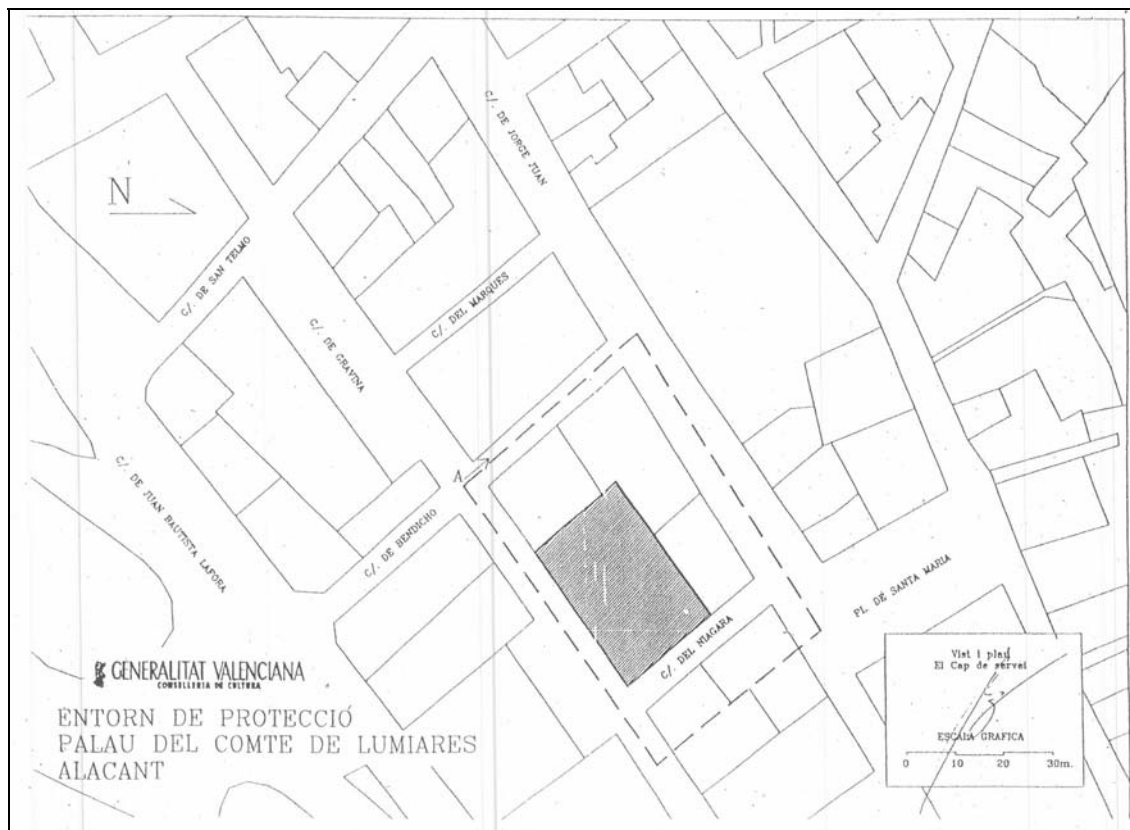 C/. DE JORGE JUAN
N
C/. DE SAN TELMO
C/. DEL MARQUES
C/. DE GRAVINA
A
C/. DE JUAN BAUTISTA LAFORA
C/. DE BENDICHO
PL. DE SANTA MARIA
C/. DEL NIAGARA
GENERALITAT VALENCIANA
CONSELLERIA DE CULTURA
ENTORN DE PROTECCIÓ
PALAU DEL COMTE DE LUMIARES
ALACANT
Vist i plau
El Cap de servei
ESCALA GRAFICA
0 10 20 30m.